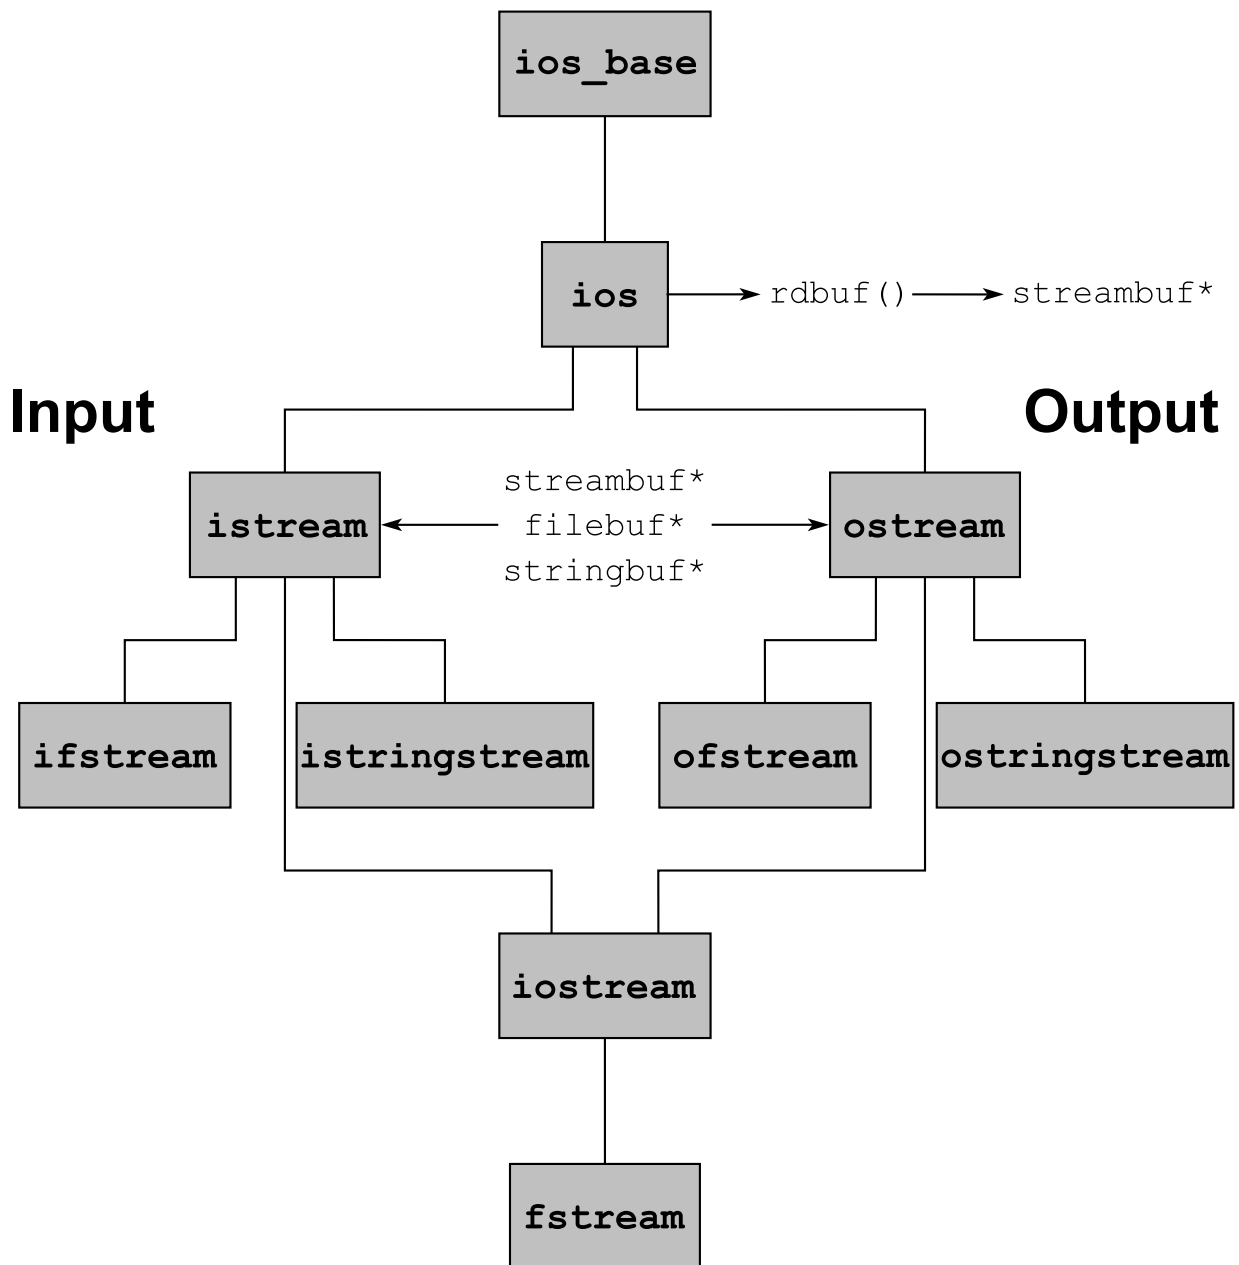 ios_base
ios
rdbuf()
streambuf*
Input
Output
istream
streambuf*
filebuf*
stringbuf*
ostream
ifstream
istringstream
ofstream
ostringstream
iostream
fstream